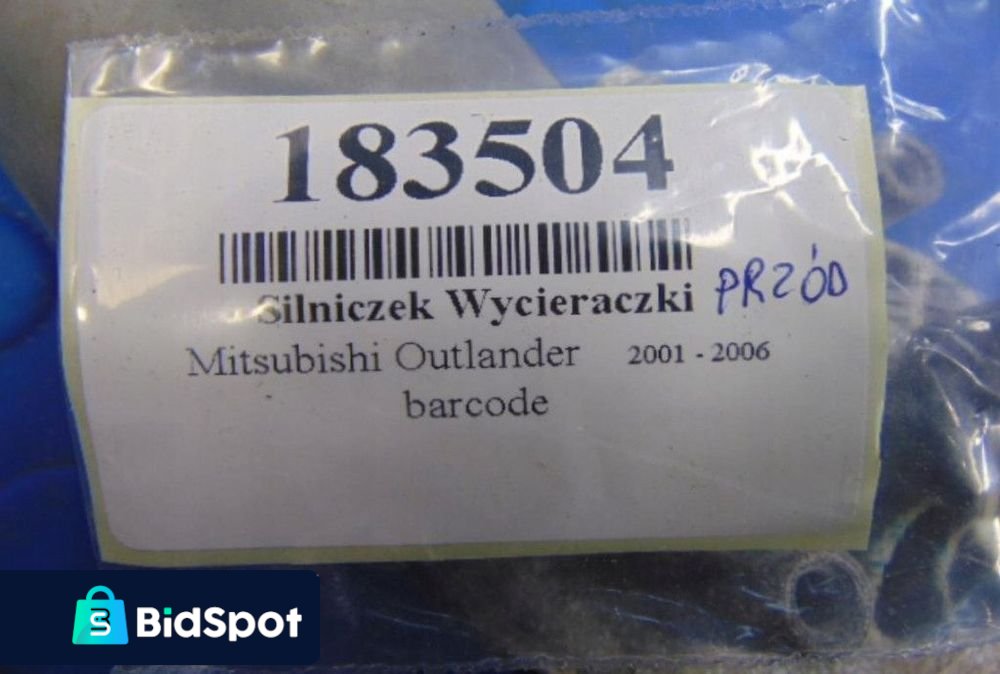 183504
Silniczek Wycieraczki PRZÓD
Mitsubishi Outlander 2001 - 2006
barcode
BidSpot